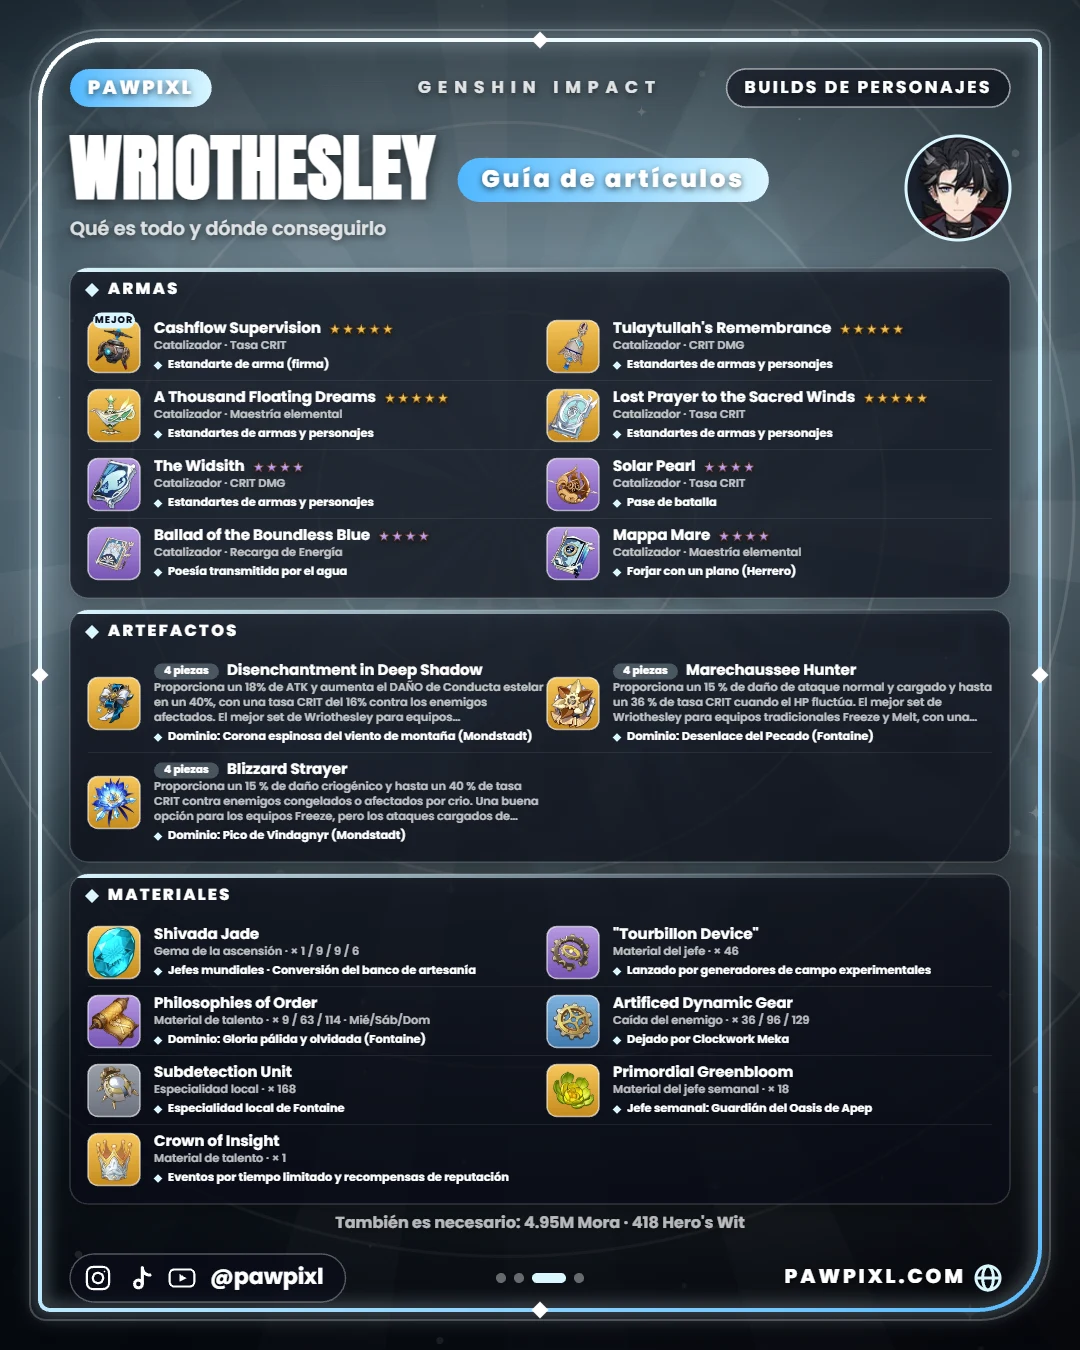 PAWPIXL
GENSHIN IMPACT
BUILDS DE PERSONAJES
WRIOTHESLEY
Guía de artículos
Qué es todo y dónde conseguirlo
ARMAS
MEJOR
Cashflow Supervision ★★★★★
Catalizador · Tasa CRIT
Estandarte de arma (firma)
Tulaytullah's Remembrance ★★★★★
Catalizador · CRIT DMG
Estandartes de armas y personajes
A Thousand Floating Dreams ★★★★★
Catalizador · Maestría elemental
Estandartes de armas y personajes
Lost Prayer to the Sacred Winds ★★★★★
Catalizador · Tasa CRIT
Estandartes de armas y personajes
The Widsith ★★★★
Catalizador · CRIT DMG
Estandartes de armas y personajes
Solar Pearl ★★★★
Catalizador · Tasa CRIT
Pase de batalla
Ballad of the Boundless Blue ★★★★
Catalizador · Recarga de Energía
Poesía transmitida por el agua
Mappa Mare ★★★★
Catalizador · Maestría elemental
Forjar con un plano (Herrero)
ARTEFACTOS
4 piezas Disenchantment in Deep Shadow
Proporciona un 18% de ATK y aumenta el DAÑO de Conducta estelar
en un 40%, con una tasa CRIT del 16% contra los enemigos
afectados. El mejor set de Wriothesley para equipos...
Dominio: Corona espinosa del viento de montaña (Mondstadt)
4 piezas Marechaussee Hunter
Proporciona un 15 % de daño de ataque normal y cargado y hasta
un 36 % de tasa CRIT cuando el HP fluctúa. El mejor set de
Wriothesley para equipos tradicionales Freeze y Melt, con una...
Dominio: Desenlace del Pecado (Fontaine)
4 piezas Blizzard Strayer
Proporciona un 15 % de daño criogénico y hasta un 40 % de tasa
CRIT contra enemigos congelados o afectados por crio. Una buena
opción para los equipos Freeze, pero los ataques cargados de...
Dominio: Pico de Vindagnyr (Mondstadt)
MATERIALES
Shivada Jade
Gema de la ascensión · × 1 / 9 / 9 / 6
Jefes mundiales · Conversión del banco de artesanía
"Tourbillon Device"
Material del jefe · × 46
Lanzado por generadores de campo experimentales
Philosophies of Order
Material de talento · × 9 / 63 / 114 · Mié/Sáb/Dom
Dominio: Gloria pálida y olvidada (Fontaine)
Artificed Dynamic Gear
Caída del enemigo · × 36 / 96 / 129
Dejado por Clockwork Meka
Subdetection Unit
Especialidad local · × 168
Especialidad local de Fontaine
Primordial Greenbloom
Material del jefe semanal · × 18
Jefe semanal: Guardián del Oasis de Apep
Crown of Insight
Material de talento · × 1
Eventos por tiempo limitado y recompensas de reputación
También es necesario: 4.95M Mora · 418 Hero's Wit
@pawpixl
PAWPIXL.COM